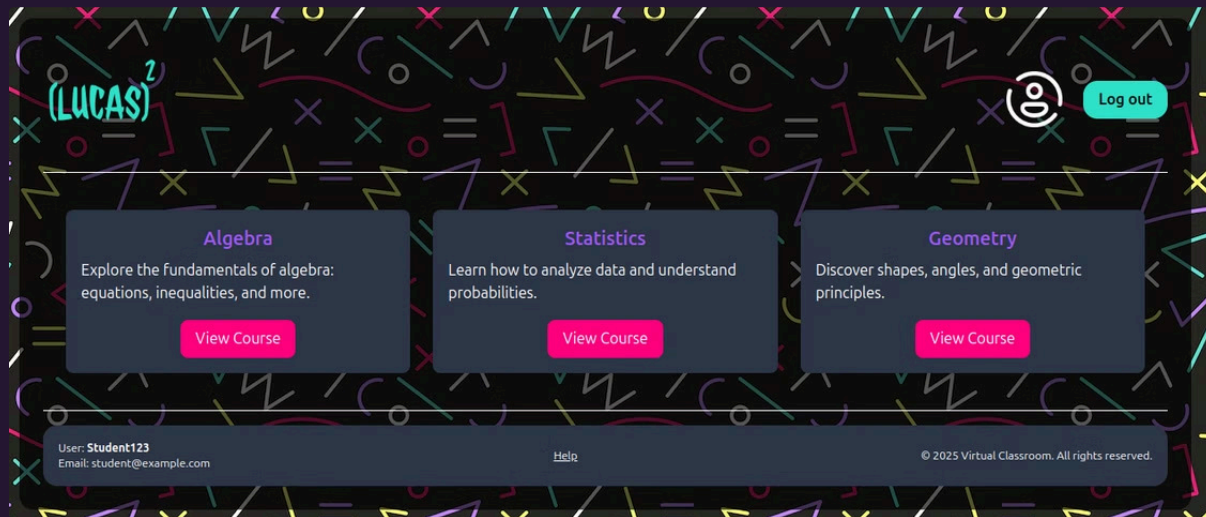 (LUCAS)²
Log out
Algebra
Explore the fundamentals of algebra:
equations, inequalities, and more.
View Course
Statistics
Learn how to analyze data and understand
probabilities.
View Course
Geometry
Discover shapes, angles, and geometric
principles.
View Course
User: Student123
Email: student@example.com
Help
© 2025 Virtual Classroom. All rights reserved.